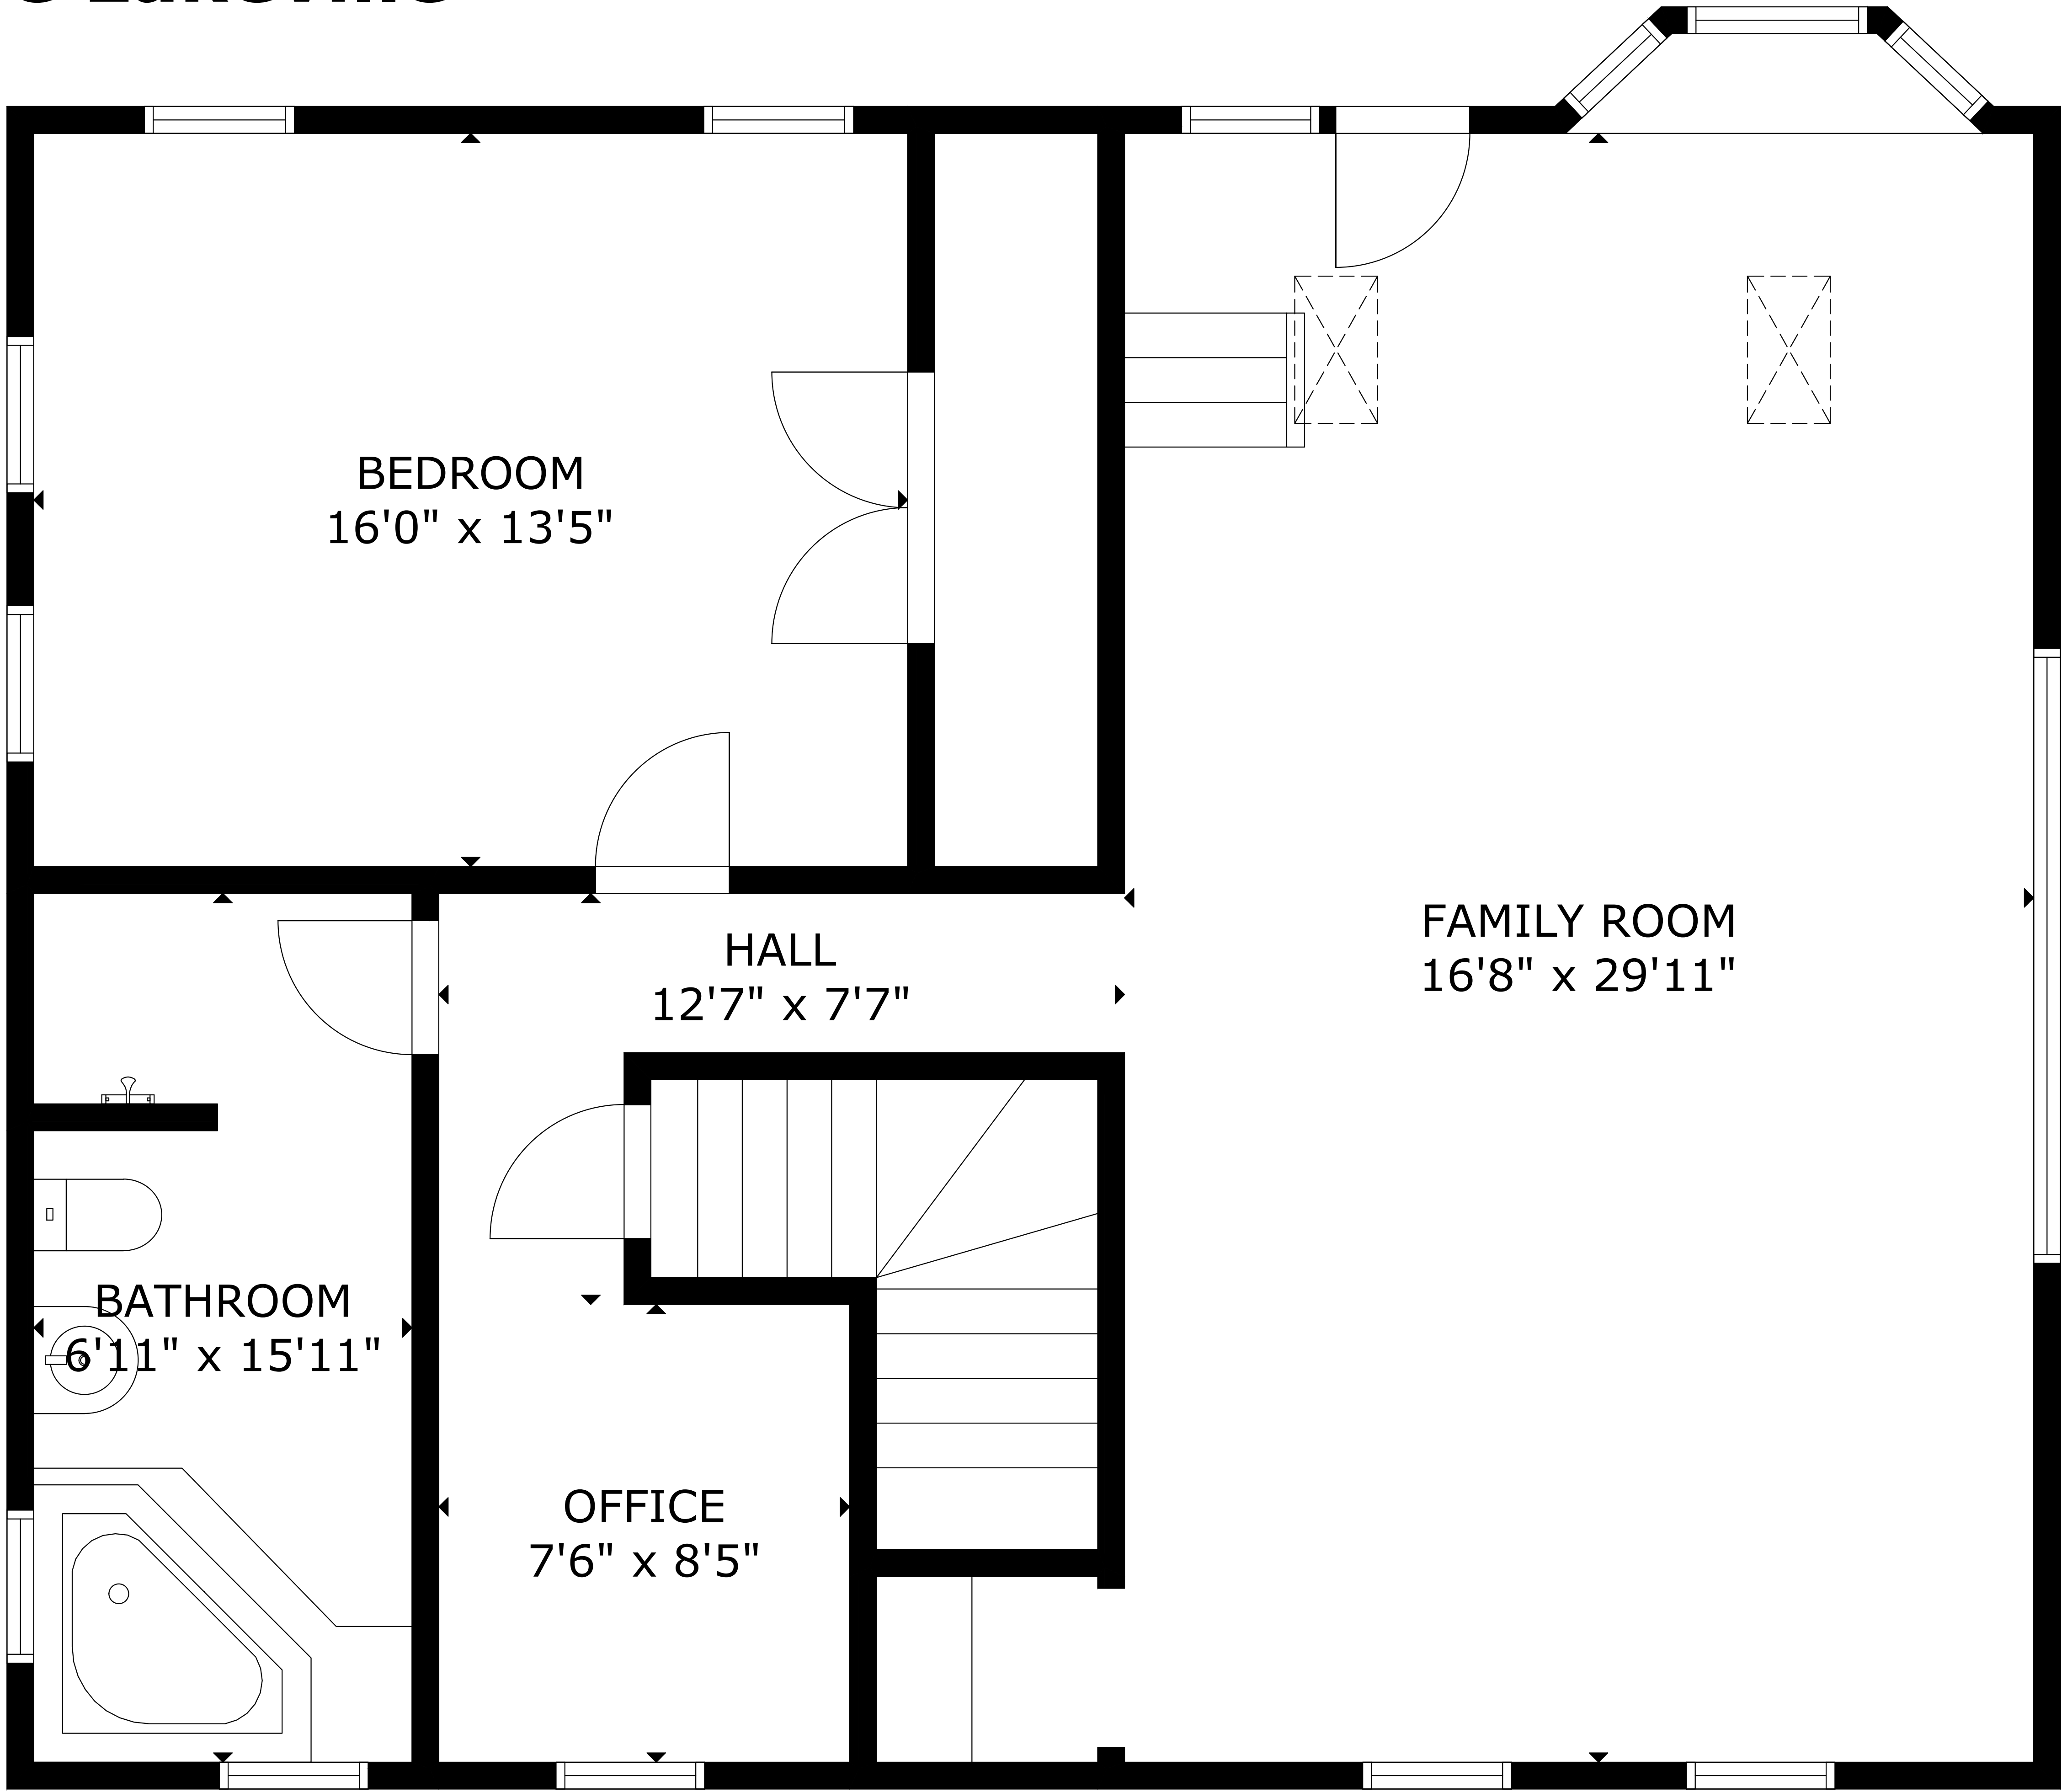 BEDROOM
16'0" x 13'5"
HALL
12'7" x 7'7"
FAMILY ROOM
16'8" x 29'11"
BATHROOM
6'11" x 15'11"
OFFICE
7'6" x 8'5"